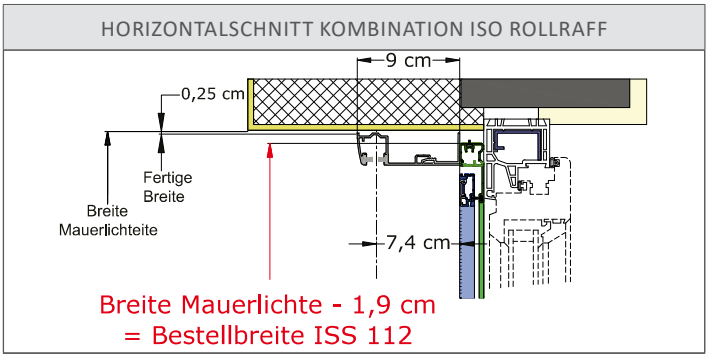 HORIZONTALSCHNITT KOMBINATION ISO ROLLRAFF
9 cm
0,25 cm
Fertige
Breite
Breite
Mauerlichteite
7,4 cm
Breite Mauerlichte - 1,9 cm
= Bestellbreite ISS 112